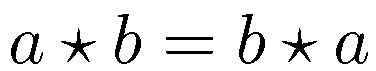 a ⋆ b = b ⋆ a